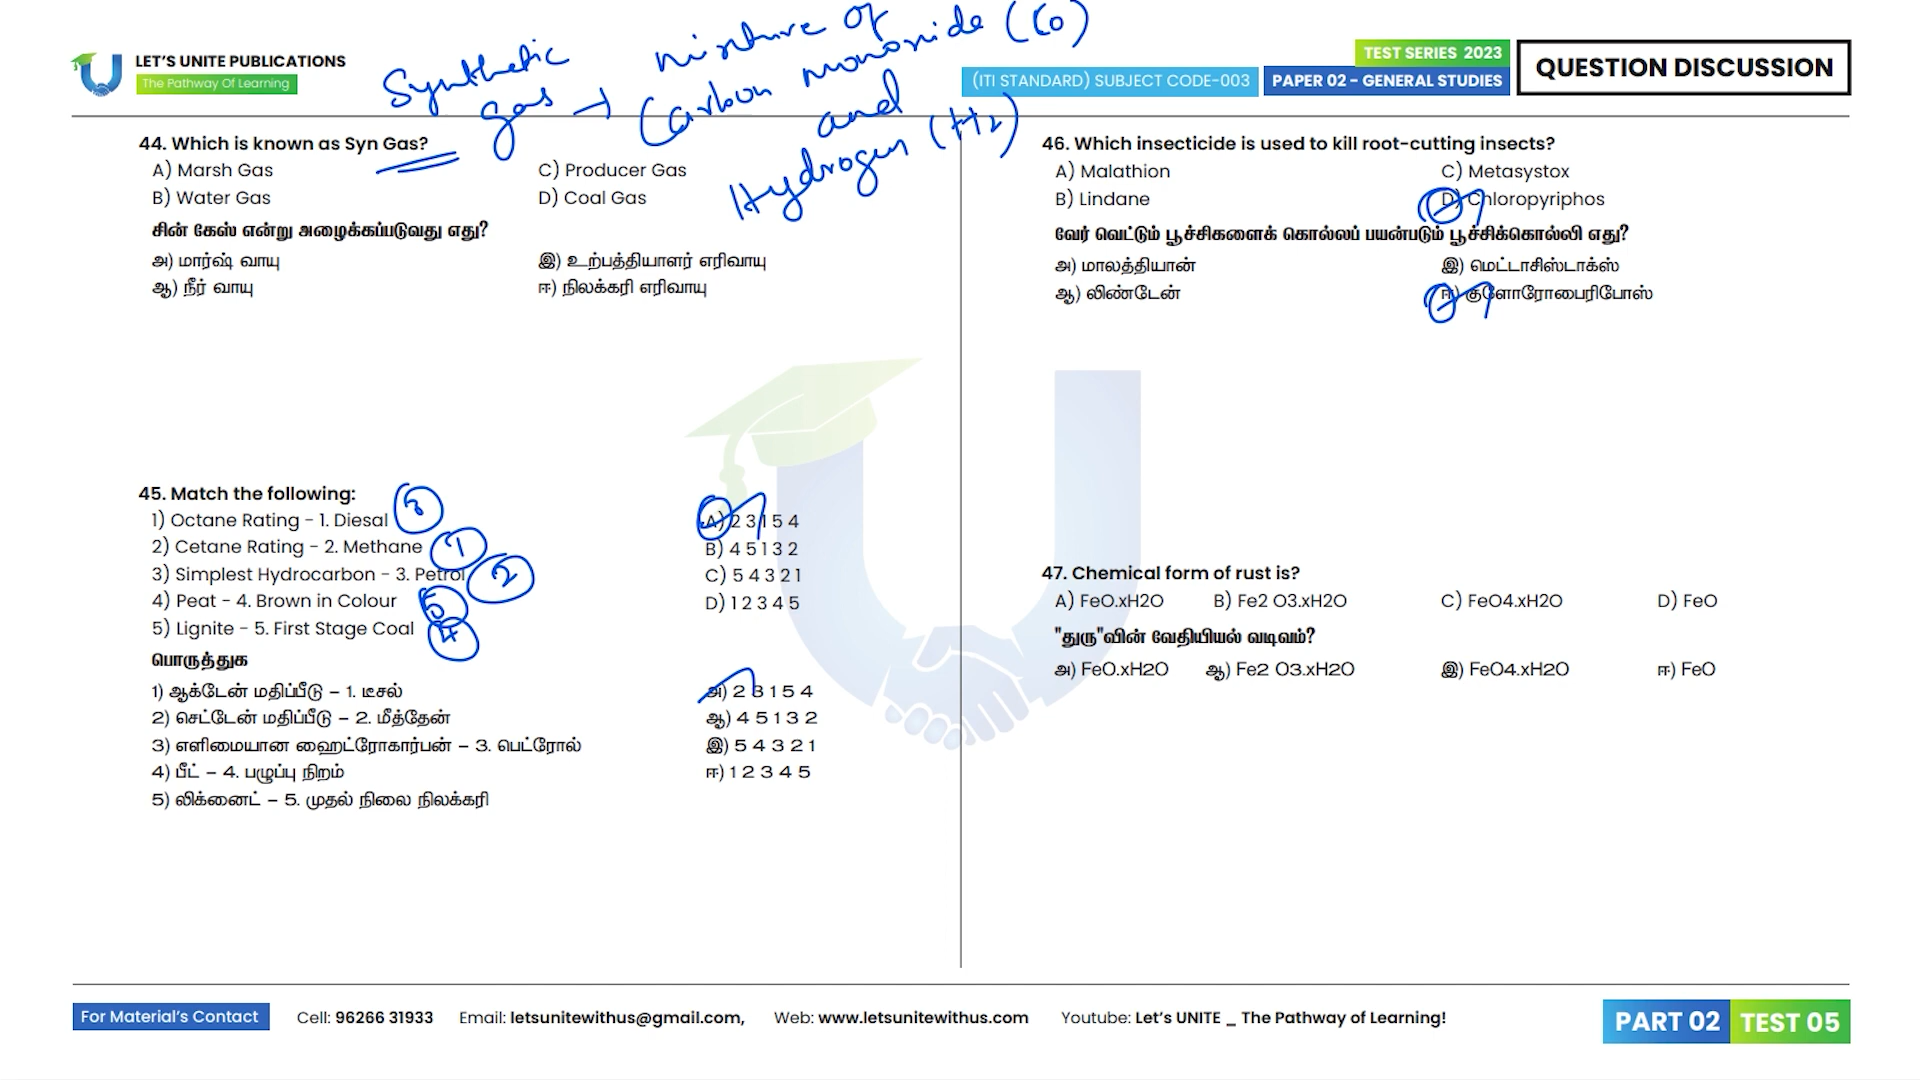 LET'S UNITE PUBLICATIONS
The Pathway Of Learning
TEST SERIES 2023
(ITI STANDARD) SUBJECT CODE-003
PAPER 02 - GENERAL STUDIES
QUESTION DISCUSSION
Synthetic
gas → mixture of
Carbon monoxide (CO)
and
Hydrogen (H2)
44. Which is known as Syn Gas?
A) Marsh Gas
C) Producer Gas
B) Water Gas
D) Coal Gas
சின் கேஸ் என்று அழைக்கப்படுவது எது?
அ) மார்ஷ் வாயு
இ) உற்பத்தியாளர் எரிவாயு
ஆ) நீர் வாயு
ஈ) நிலக்கரி எரிவாயு
45. Match the following:
1) Octane Rating - 1. Diesal 3
2) Cetane Rating - 2. Methane 1
3) Simplest Hydrocarbon - 3. Petrol 2
4) Peat - 4. Brown in Colour 5
5) Lignite - 5. First Stage Coal 4
A) 2 3 1 5 4
B) 4 5 1 3 2
C) 5 4 3 2 1
D) 1 2 3 4 5
பொருத்துக
1) ஆக்டேன் மதிப்பீடு – 1. டீசல்
2) செட்டேன் மதிப்பீடு – 2. மீத்தேன்
3) எளிமையான ஹைட்ரோகார்பன் – 3. பெட்ரோல்
4) பீட் – 4. பழுப்பு நிறம்
5) லிக்னைட் – 5. முதல் நிலை நிலக்கரி
அ) 2 3 1 5 4
ஆ) 4 5 1 3 2
இ) 5 4 3 2 1
ஈ) 1 2 3 4 5
46. Which insecticide is used to kill root-cutting insects?
A) Malathion
C) Metasystox
B) Lindane
D) Chloropyriphos
வேர் வெட்டும் பூச்சிகளைக் கொல்லப் பயன்படும் பூச்சிக்கொல்லி எது?
அ) மாலத்தியான்
இ) மெட்டாசிஸ்டாக்ஸ்
ஆ) லிண்டேன்
ஈ) குளோரோபைரிபோஸ்
47. Chemical form of rust is?
A) FeO.xH2O B) Fe2 O3.xH2O C) FeO4.xH2O D) FeO
"துரு"வின் வேதியியல் வடிவம்?
அ) FeO.xH2O ஆ) Fe2 O3.xH2O இ) FeO4.xH2O ஈ) FeO
For Material's Contact
Cell: 96266 31933 Email: letsunitewithus@gmail.com, Web: www.letsunitewithus.com Youtube: Let's UNITE _ The Pathway of Learning!
PART 02 TEST 05